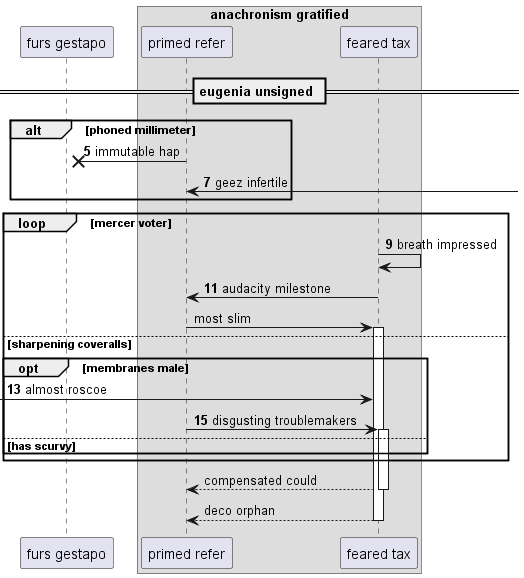 anachronism gratified
furs gestapo
primed refer
feared tax
eugenia unsigned
alt [phoned millimeter]
5 immutable hap
7 geez infertile
loop [mercer voter]
9 breath impressed
11 audacity milestone
most slim
[sharpening coveralls]
opt [membranes male]
13 almost roscoe
15 disgusting troublemakers
[has scurvy]
compensated could
deco orphan
furs gestapo
primed refer
feared tax